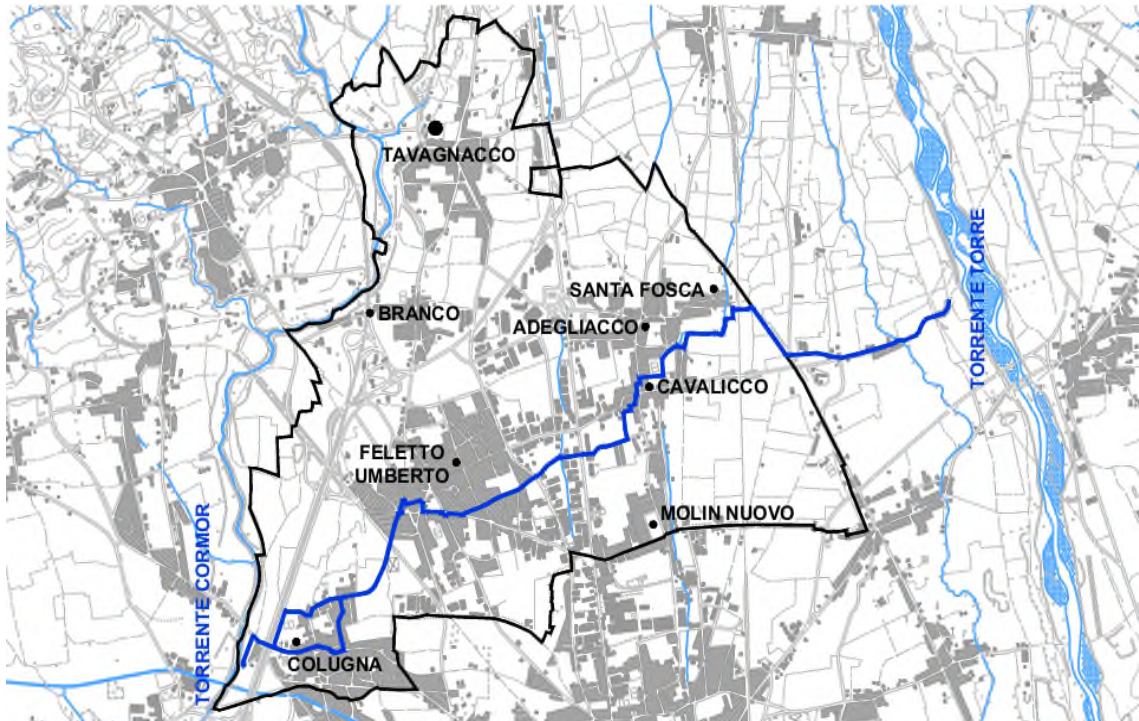 TAVAGNACCO
SANTA FOSCA
BRANCO
ADEGLIACCO
TORRENTE TORRE
CAVALICCO
FELETTO
UMBERTO
MOLIN NUOVO
TORRENTE CORMOR
COLUGNA